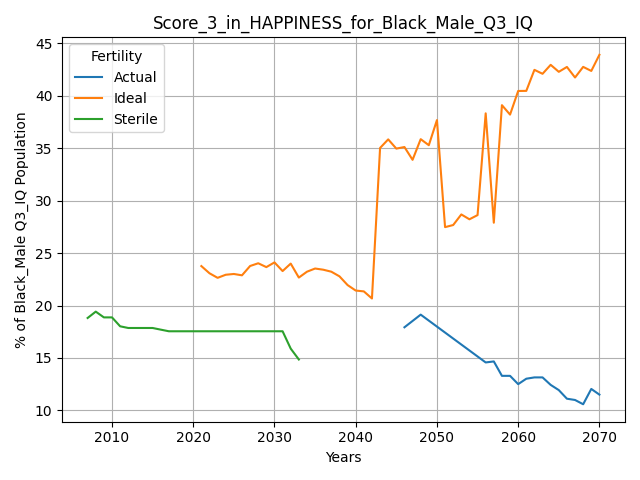 Score_3_in_HAPPINESS_for_Black_Male_Q3_IQ
Fertility
Actual
Ideal
Sterile
% of Black_Male Q3_IQ Population
45
40
35
30
25
20
15
10
2010 2020 2030 2040 2050 2060 2070
Years